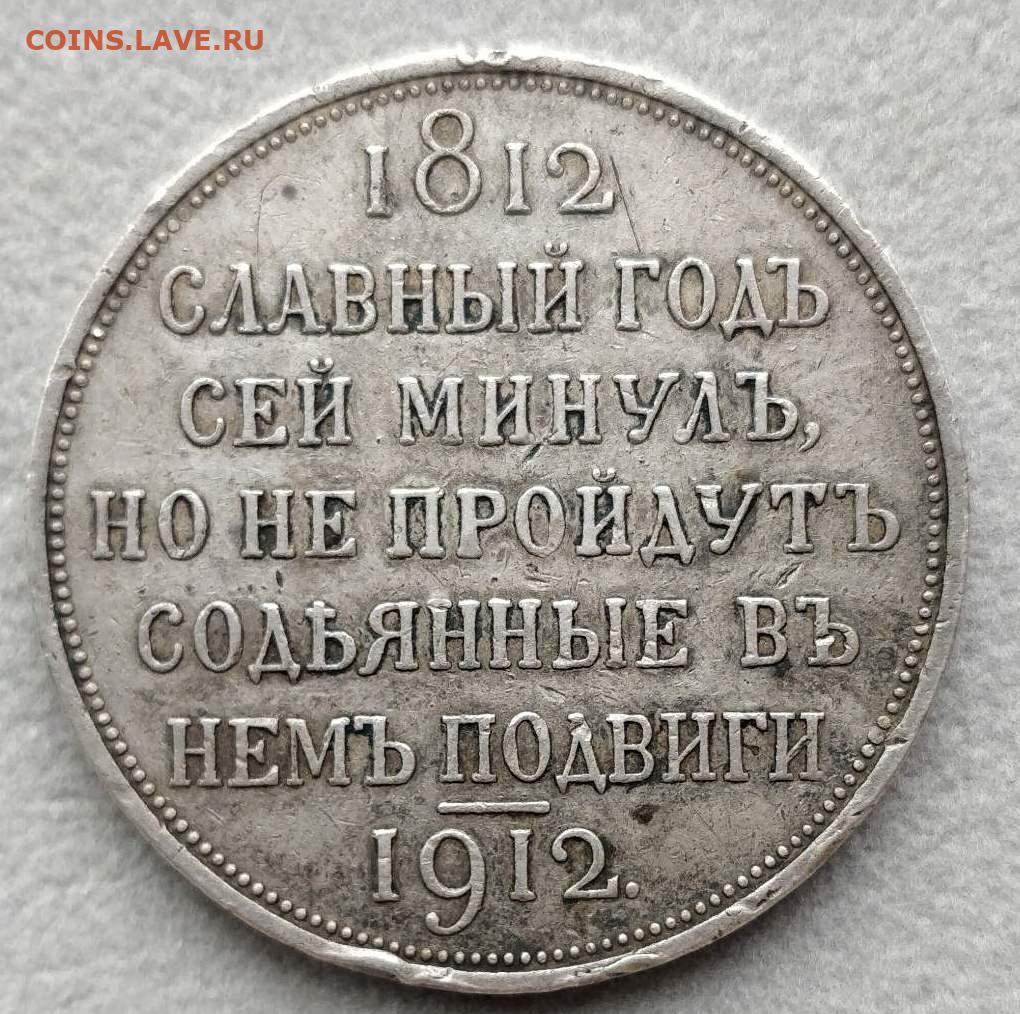 COINS.LAVE.RU
1812
СЛАВНЫЙ ГОДЪ
СЕЙ МИНУЛЪ,
НО НЕ ПРОЙДУТЪ
СОДѢЯННЫЕ ВЪ
НЕМЪ ПОДВИГИ
1912.